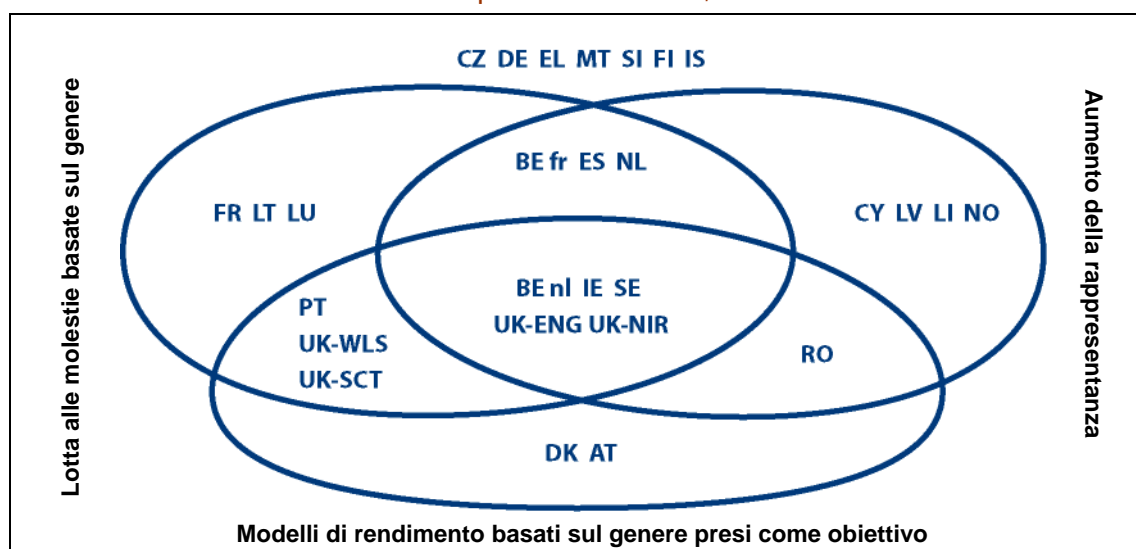 CZ DE EL MT SI FI IS
Lotta alle molestie basate sul genere
Aumento della rappresentanza
BE fr ES NL
FR LT LU
CY LV LI NO
BE nl IE SE
UK-ENG UK-NIR
PT
UK-WLS
UK-SCT
RO
DK AT
Modelli di rendimento basati sul genere presi come obiettivo